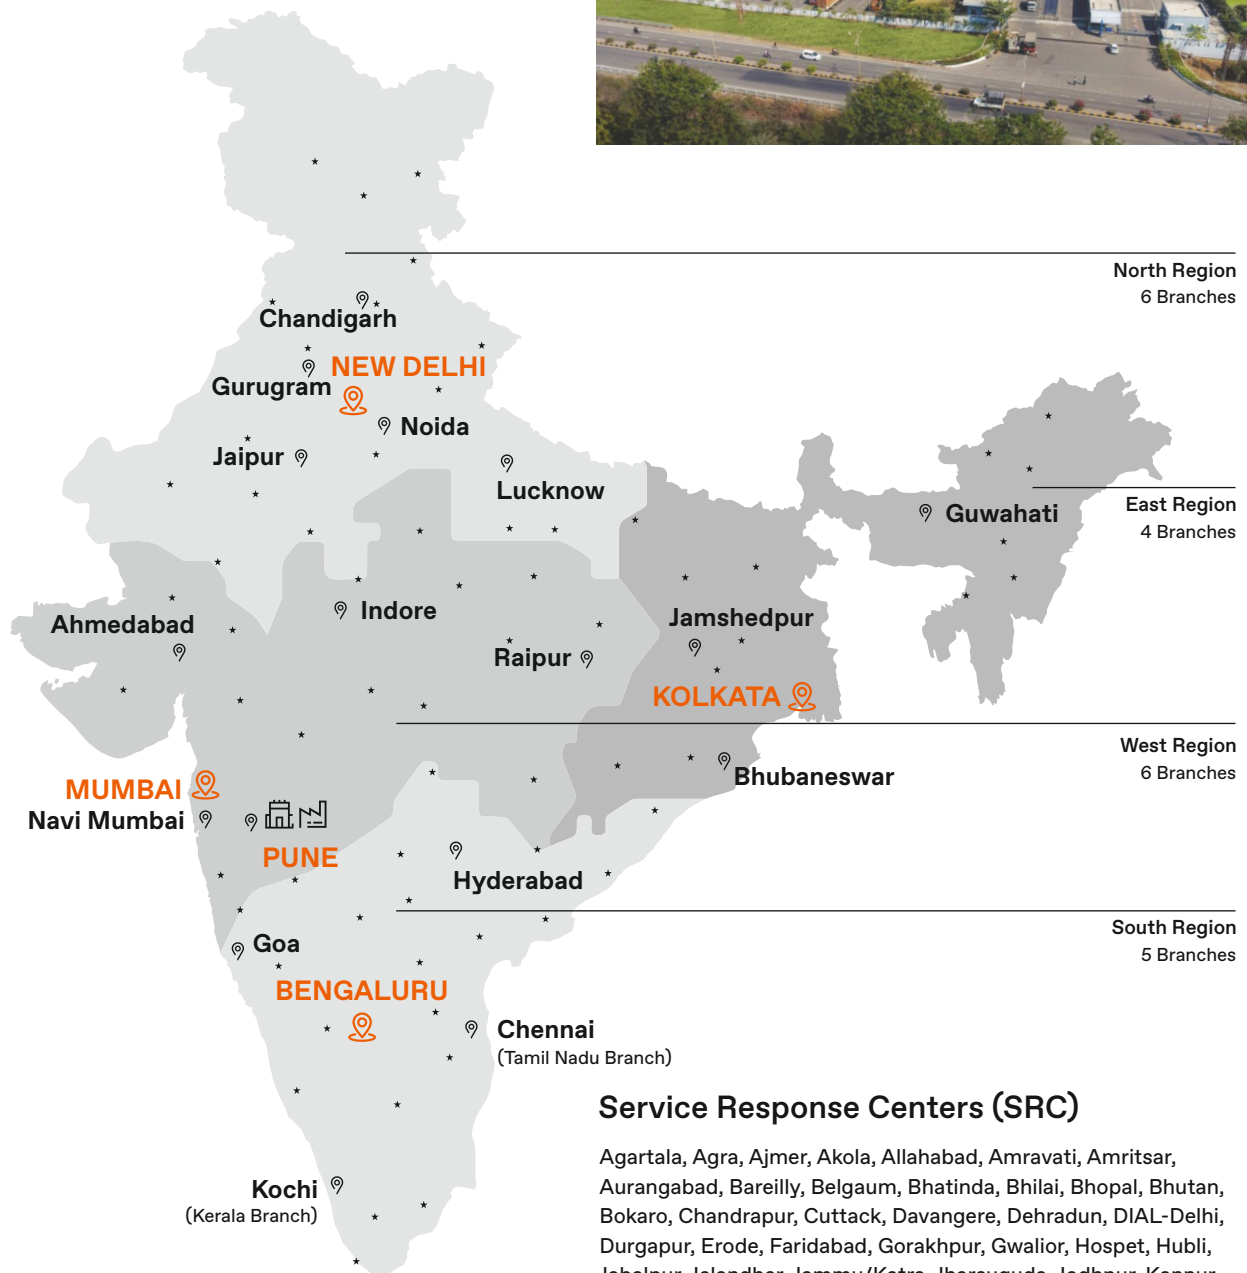 North Region
6 Branches
Chandigarh
NEW DELHI
Gurugram
Noida
Jaipur
Lucknow
East Region
4 Branches
Guwahati
Ahmedabad
Indore
Jamshedpur
Raipur
KOLKATA
West Region
6 Branches
Bhubaneswar
MUMBAI
Navi Mumbai
PUNE
Hyderabad
South Region
5 Branches
Goa
BENGALURU
Chennai
(Tamil Nadu Branch)
Kochi
(Kerala Branch)
Service Response Centers (SRC)
Agartala, Agra, Ajmer, Akola, Allahabad, Amravati, Amritsar,
Aurangabad, Bareilly, Belgaum, Bhatinda, Bhilai, Bhopal, Bhutan,
Bokaro, Chandrapur, Cuttack, Davangere, Dehradun, DIAL-Delhi,
Durgapur, Erode, Faridabad, Gorakhpur, Gwalior, Hospet, Hubli,